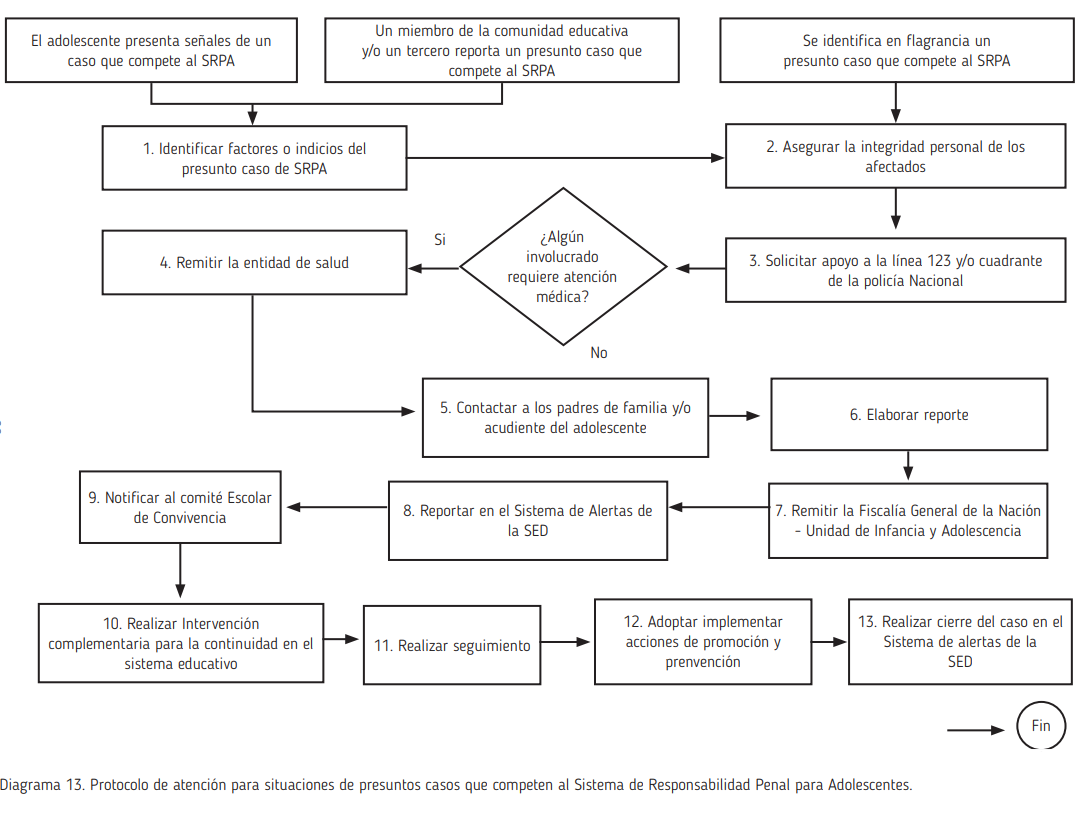 El adolescente presenta señales de un
caso que compete al SRPA
Un miembro de la comunidad educativa
y/o un tercero reporta un presunto caso que
compete al SRPA
Se identifica en flagrancia un
presunto caso que compete al SRPA
1. Identificar factores o indicios del
presunto caso de SRPA
2. Asegurar la integridad personal de los
afectados
3. Solicitar apoyo a la línea 123 y/o cuadrante
de la policía Nacional
¿Algún
involucrado
requiere atención
médica?
Si
4. Remitir la entidad de salud
No
5. Contactar a los padres de familia y/o
acudiente del adolescente
6. Elaborar reporte
7. Remitir la Fiscalía General de la Nación
- Unidad de Infancia y Adolescencia
8. Reportar en el Sistema de Alertas de
la SED
9. Notificar al comité Escolar
de Convivencia
10. Realizar Intervención
complementaria para la continuidad en el
sistema educativo
11. Realizar seguimiento
12. Adoptar implementar
acciones de promoción y
prenvención
13. Realizar cierre del caso en el
Sistema de alertas de la
SED
Fin
Diagrama 13. Protocolo de atención para situaciones de presuntos casos que competen al Sistema de Responsabilidad Penal para Adolescentes.